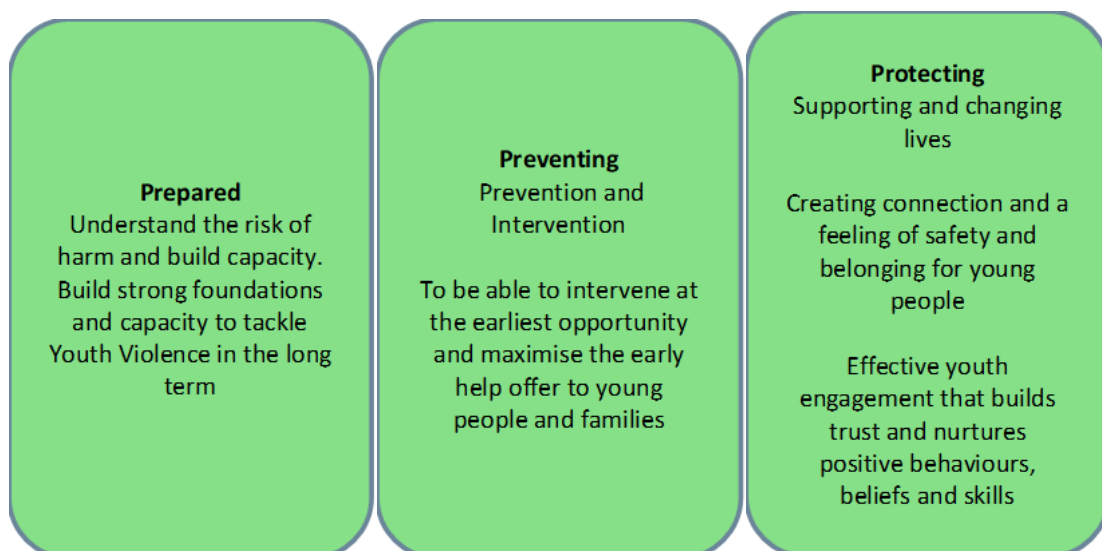 Prepared
Understand the risk of
harm and build capacity.
Build strong foundations
and capacity to tackle
Youth Violence in the long
term
Preventing
Prevention and
Intervention
To be able to intervene at
the earliest opportunity
and maximise the early
help offer to young
people and families
Protecting
Supporting and changing
lives
Creating connection and a
feeling of safety and
belonging for young
people
Effective youth
engagement that builds
trust and nurtures
positive behaviours,
beliefs and skills